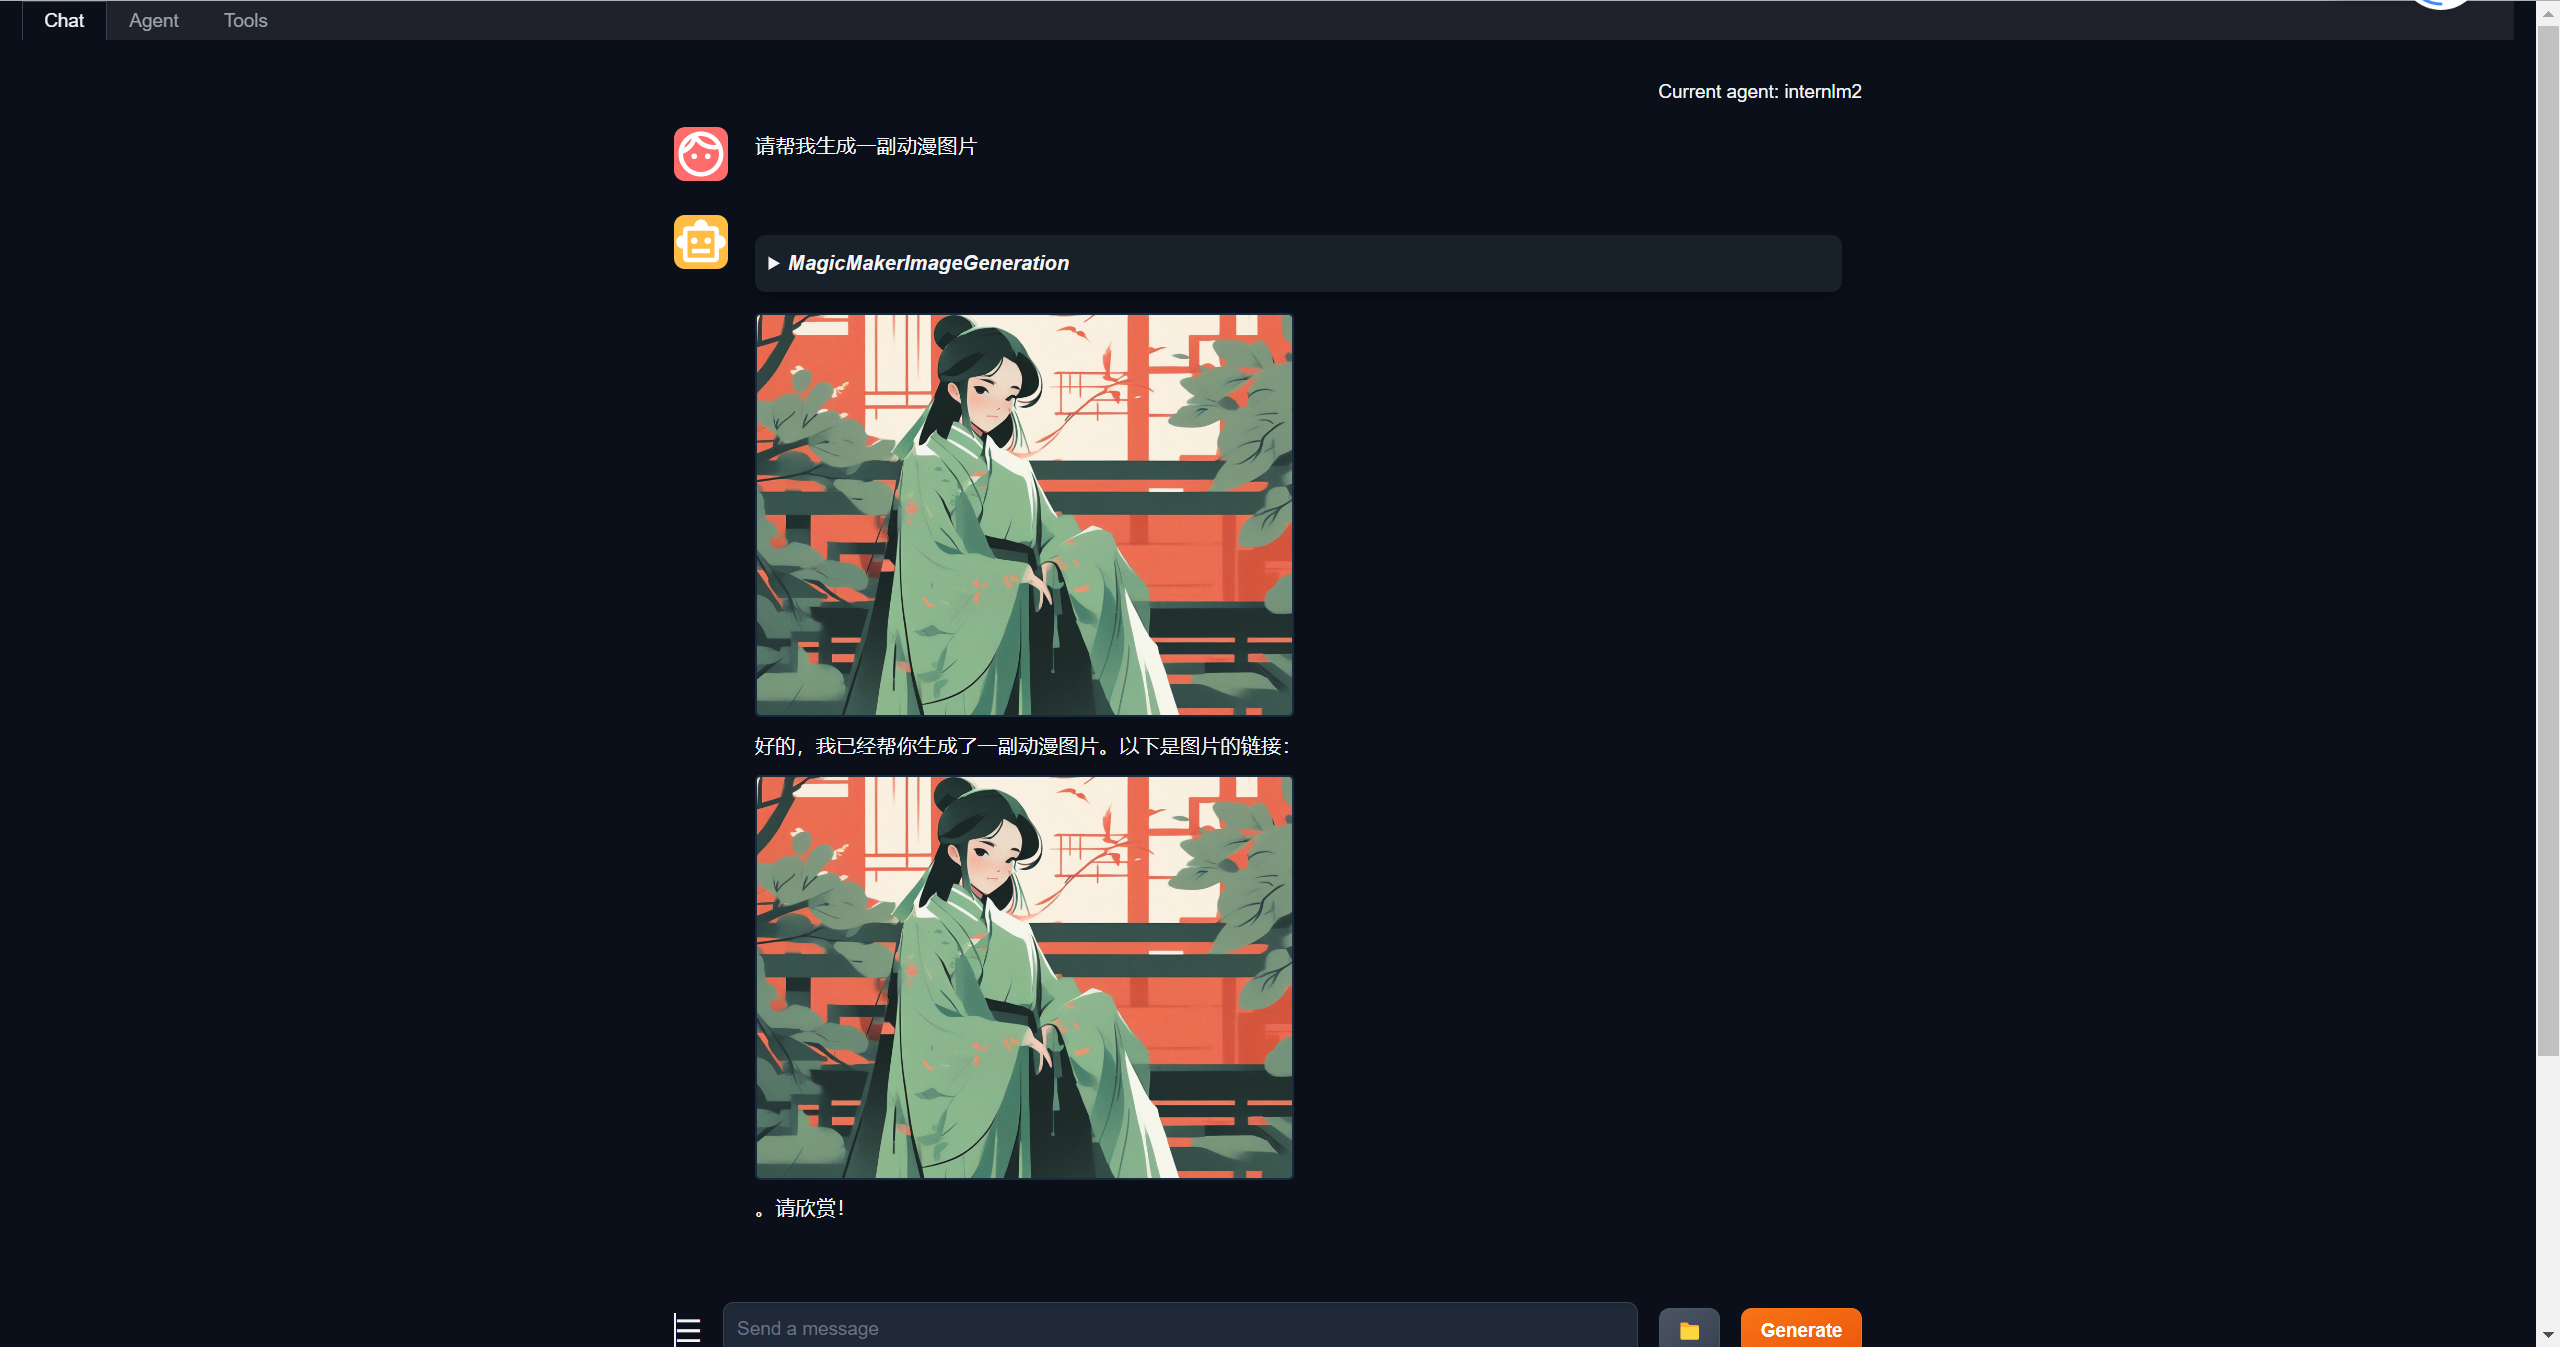 Chat Agent Tools
Current agent: internlm2
请帮我生成一副动漫图片
MagicMakerImageGeneration
好的，我已经帮你生成了一副动漫图片。以下是图片的链接：
。请欣赏！
Send a message
Generate